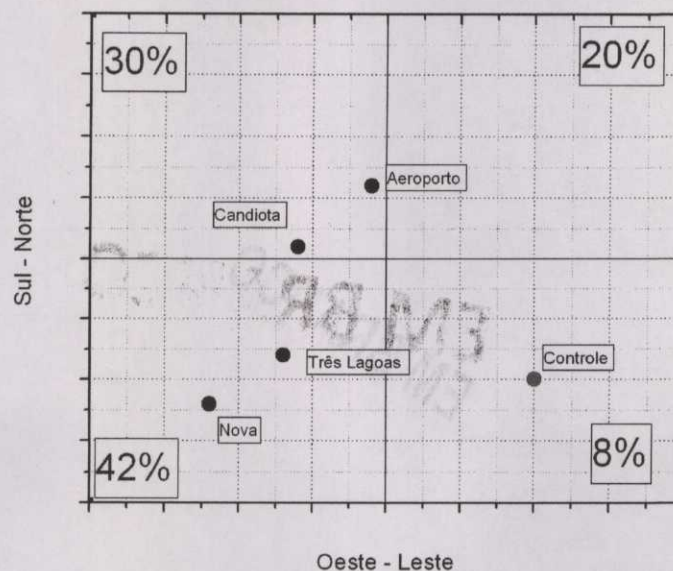 30%
20%
Aeroporto
Candiota
Sul - Norte
Três Lagoas
Controle
Nova
42%
8%
Oeste - Leste